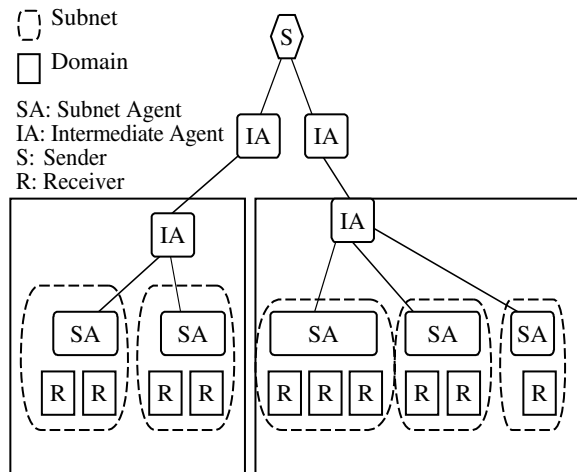 Subnet
Domain
SA: Subnet Agent
IA: Intermediate Agent
S: Sender
R: Receiver
S
IA IA
IA IA
SA SA SA SA SA
R R R R R R R R R R